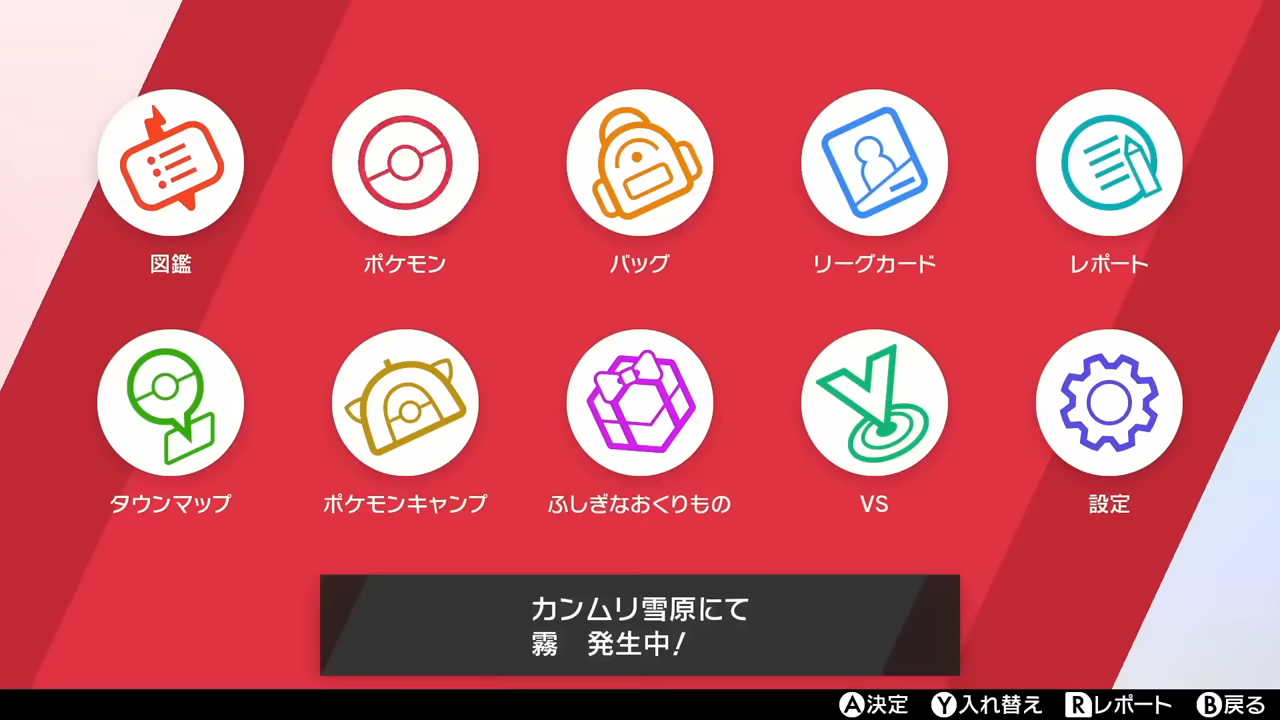 図鑑
ポケモン
バッグ
リーグカード
レポート
タウンマップ
ポケモンキャンプ
ふしぎなおくりもの
VS
設定
カンムリ雪原にて
霧　発生中!
A決定 Y入れ替え Rレポート B戻る